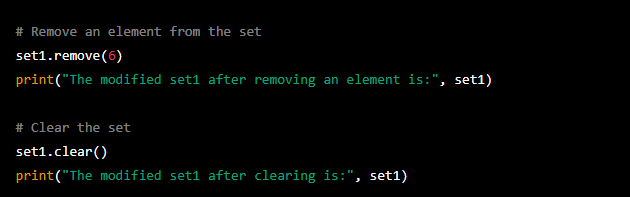 # Remove an element from the set
set1.remove(6)
print("The modified set1 after removing an element is:", set1)
# Clear the set
set1.clear()
print("The modified set1 after clearing is:", set1)